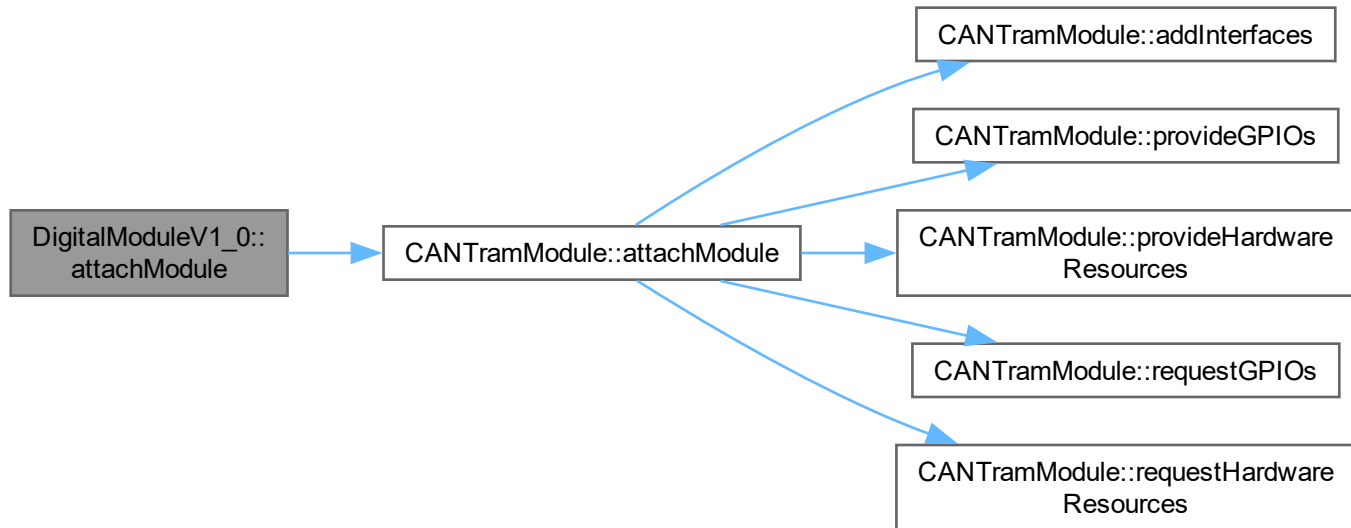 DigitalModuleV1_0::
attachModule
CANTramModule::attachModule
CANTramModule::addInterfaces
CANTramModule::provideGPIOs
CANTramModule::provideHardware
Resources
CANTramModule::requestGPIOs
CANTramModule::requestHardware
Resources